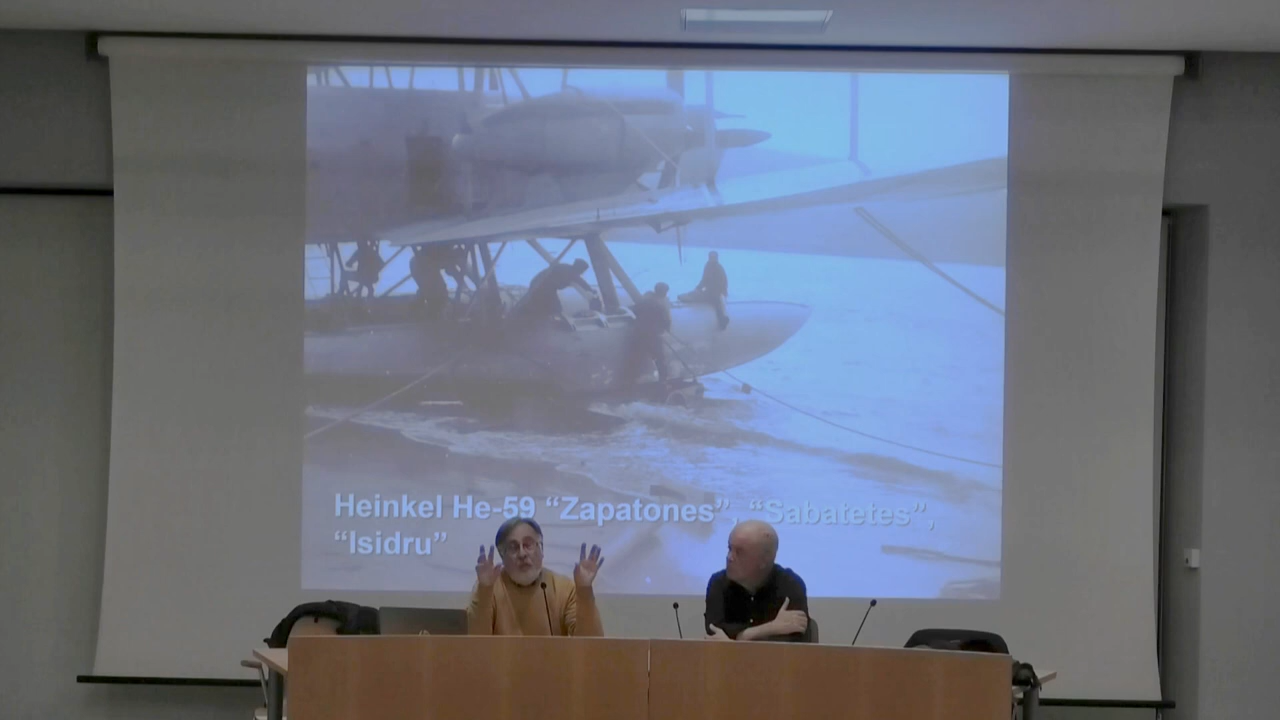 Heinkel He-59 “Zapatones”, “Sabatetes”,
“Isidru”